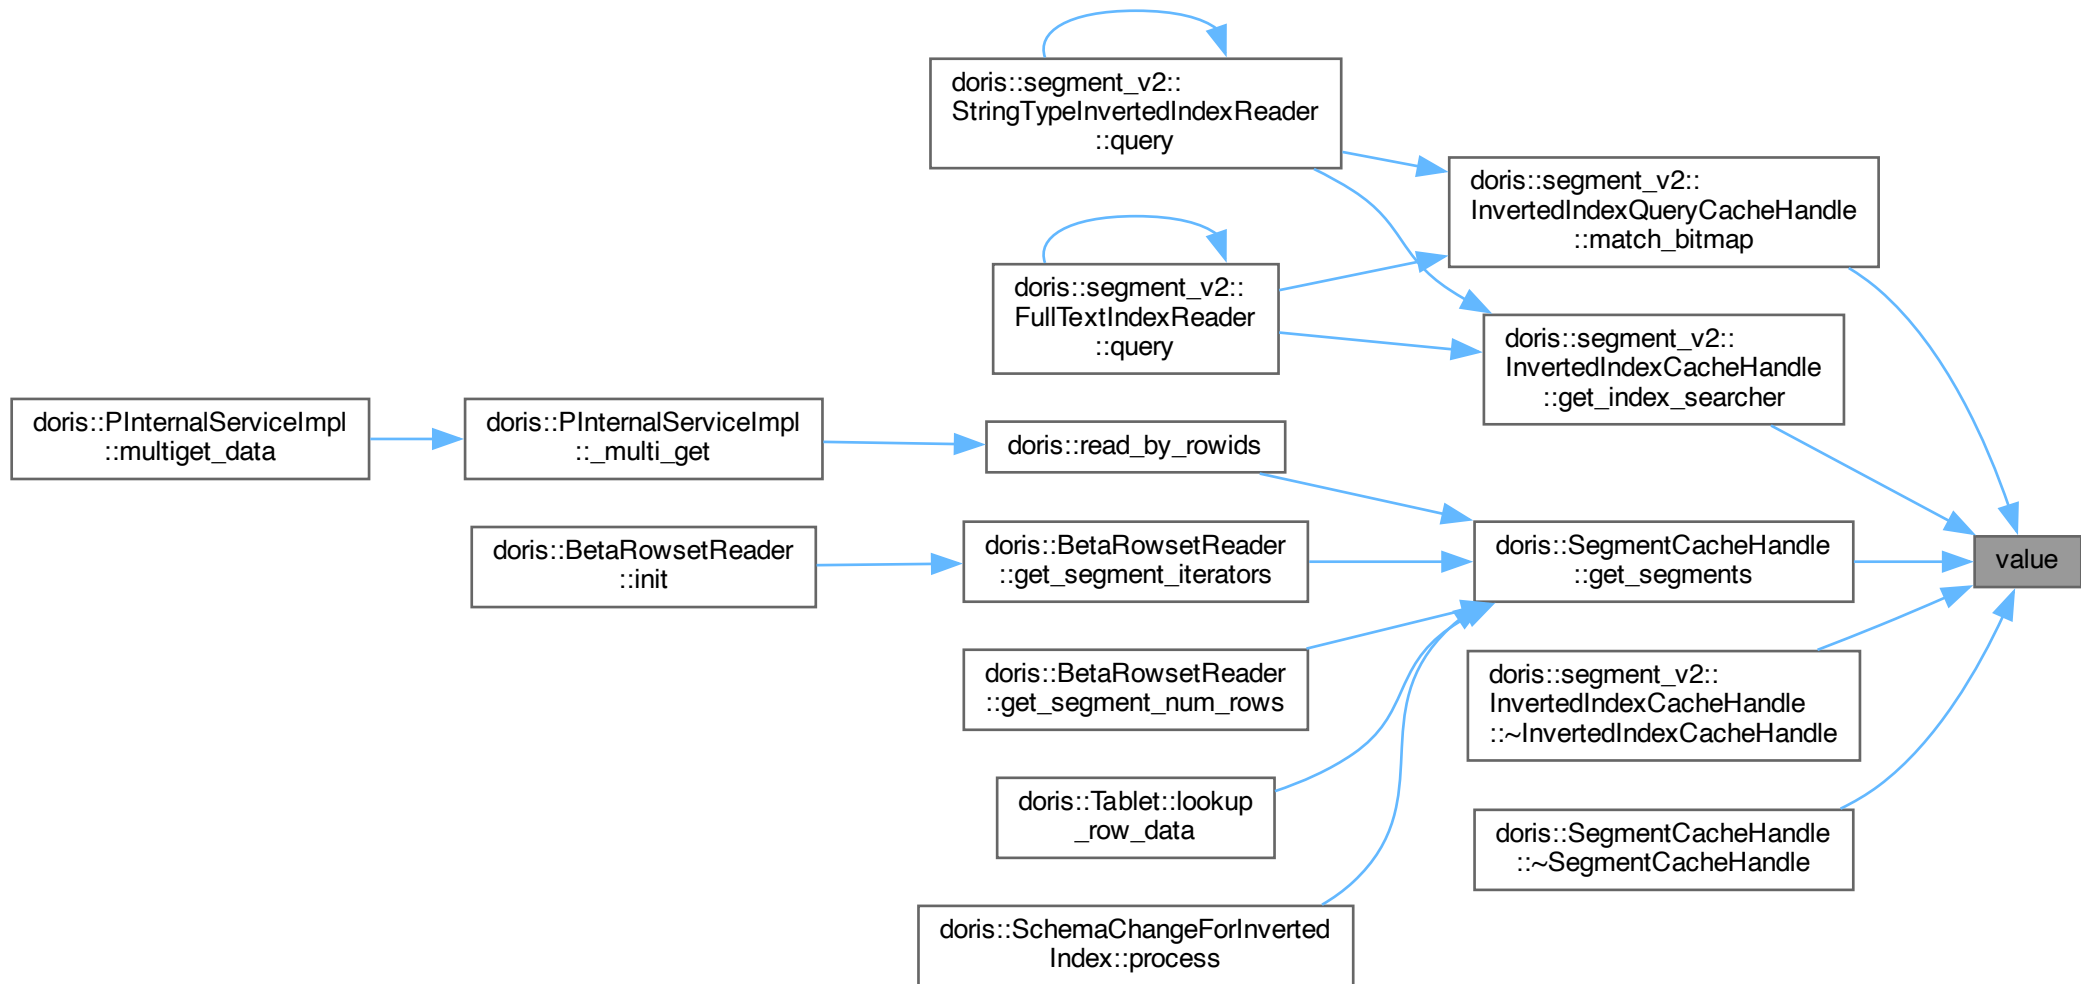 doris::segment_v2::
StringTypeInvertedIndexReader
::query
doris::segment_v2::
InvertedIndexQueryCacheHandle
::match_bitmap
doris::segment_v2::
FullTextIndexReader
::query
doris::segment_v2::
InvertedIndexCacheHandle
::get_index_searcher
doris::PInternalServiceImpl
::multiget_data
doris::PInternalServiceImpl
::_multi_get
doris::read_by_rowids
doris::BetaRowsetReader
::init
doris::BetaRowsetReader
::get_segment_iterators
doris::SegmentCacheHandle
::get_segments
value
doris::BetaRowsetReader
::get_segment_num_rows
doris::segment_v2::
InvertedIndexCacheHandle
::~InvertedIndexCacheHandle
doris::Tablet::lookup
_row_data
doris::SegmentCacheHandle
::~SegmentCacheHandle
doris::SchemaChangeForInverted
Index::process